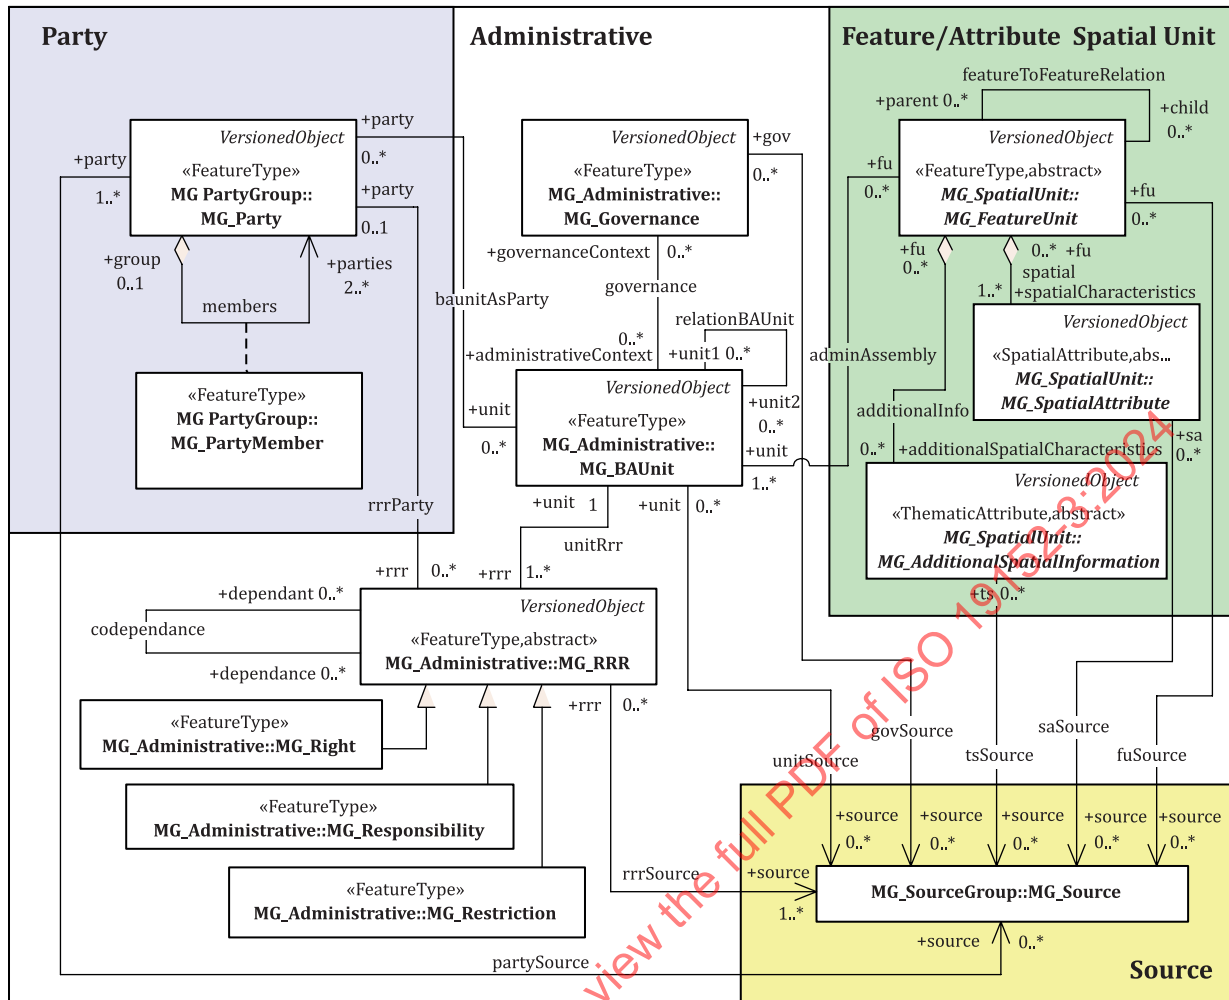 Party
Administrative
Feature/Attribute Spatial Unit
featureToFeatureRelation
+parent 0..*
+child
0..*
VersionedObject
«FeatureType»
MG PartyGroup::
MG_Party
+party
0..*
+party
0..1
+party
1..*
+group
0..1
+parties
2..*
members
«FeatureType»
MG PartyGroup::
MG_PartyMember
baunitAsParty
rrrParty
VersionedObject
«FeatureType»
MG_Administrative::
MG_Governance
+gov
0..*
+governanceContext
0..*
governance
0..*
+administrativeContext
relationBAUnit
+unit1 0..*
+unit2
0..*
VersionedObject
«FeatureType»
MG_Administrative::
MG_BAUnit
+unit
0..*
+unit
1..*
+unit 1
+unit 0..*
unitRrr
adminAssembly
+fu
0..*
VersionedObject
«FeatureType,abstract»
MG_SpatialUnit::
MG_FeatureUnit
+fu
0..*
+fu
0..*
0..* +fu
spatial
1..*
+spatialCharacteristics
VersionedObject
«SpatialAttribute,abs...
MG_SpatialUnit::
MG_SpatialAttribute
+sa
0..*
additionalInfo
0..*
+additionalSpatialCharacteristics
VersionedObject
«ThematicAttribute,abstract»
MG_SpatialUnit::
MG_AdditionalSpatialInformation
+ts 0..*
+rrr 0..*
+rrr 1..*
+dependant 0..*
codependance
+dependance 0..*
VersionedObject
«FeatureType,abstract»
MG_Administrative::MG_RRR
+rrr 0..*
«FeatureType»
MG_Administrative::MG_Right
«FeatureType»
MG_Administrative::MG_Responsibility
«FeatureType»
MG_Administrative::MG_Restriction
unitSource
govSource
tsSource
saSource
fuSource
rrrSource
partySource
+source
0..*
+source
0..*
+source
0..*
+source
0..*
+source
0..*
+source
1..*
MG_SourceGroup::MG_Source
+source 0..*
Source
view the full PDF of ISO 19152-3:2024